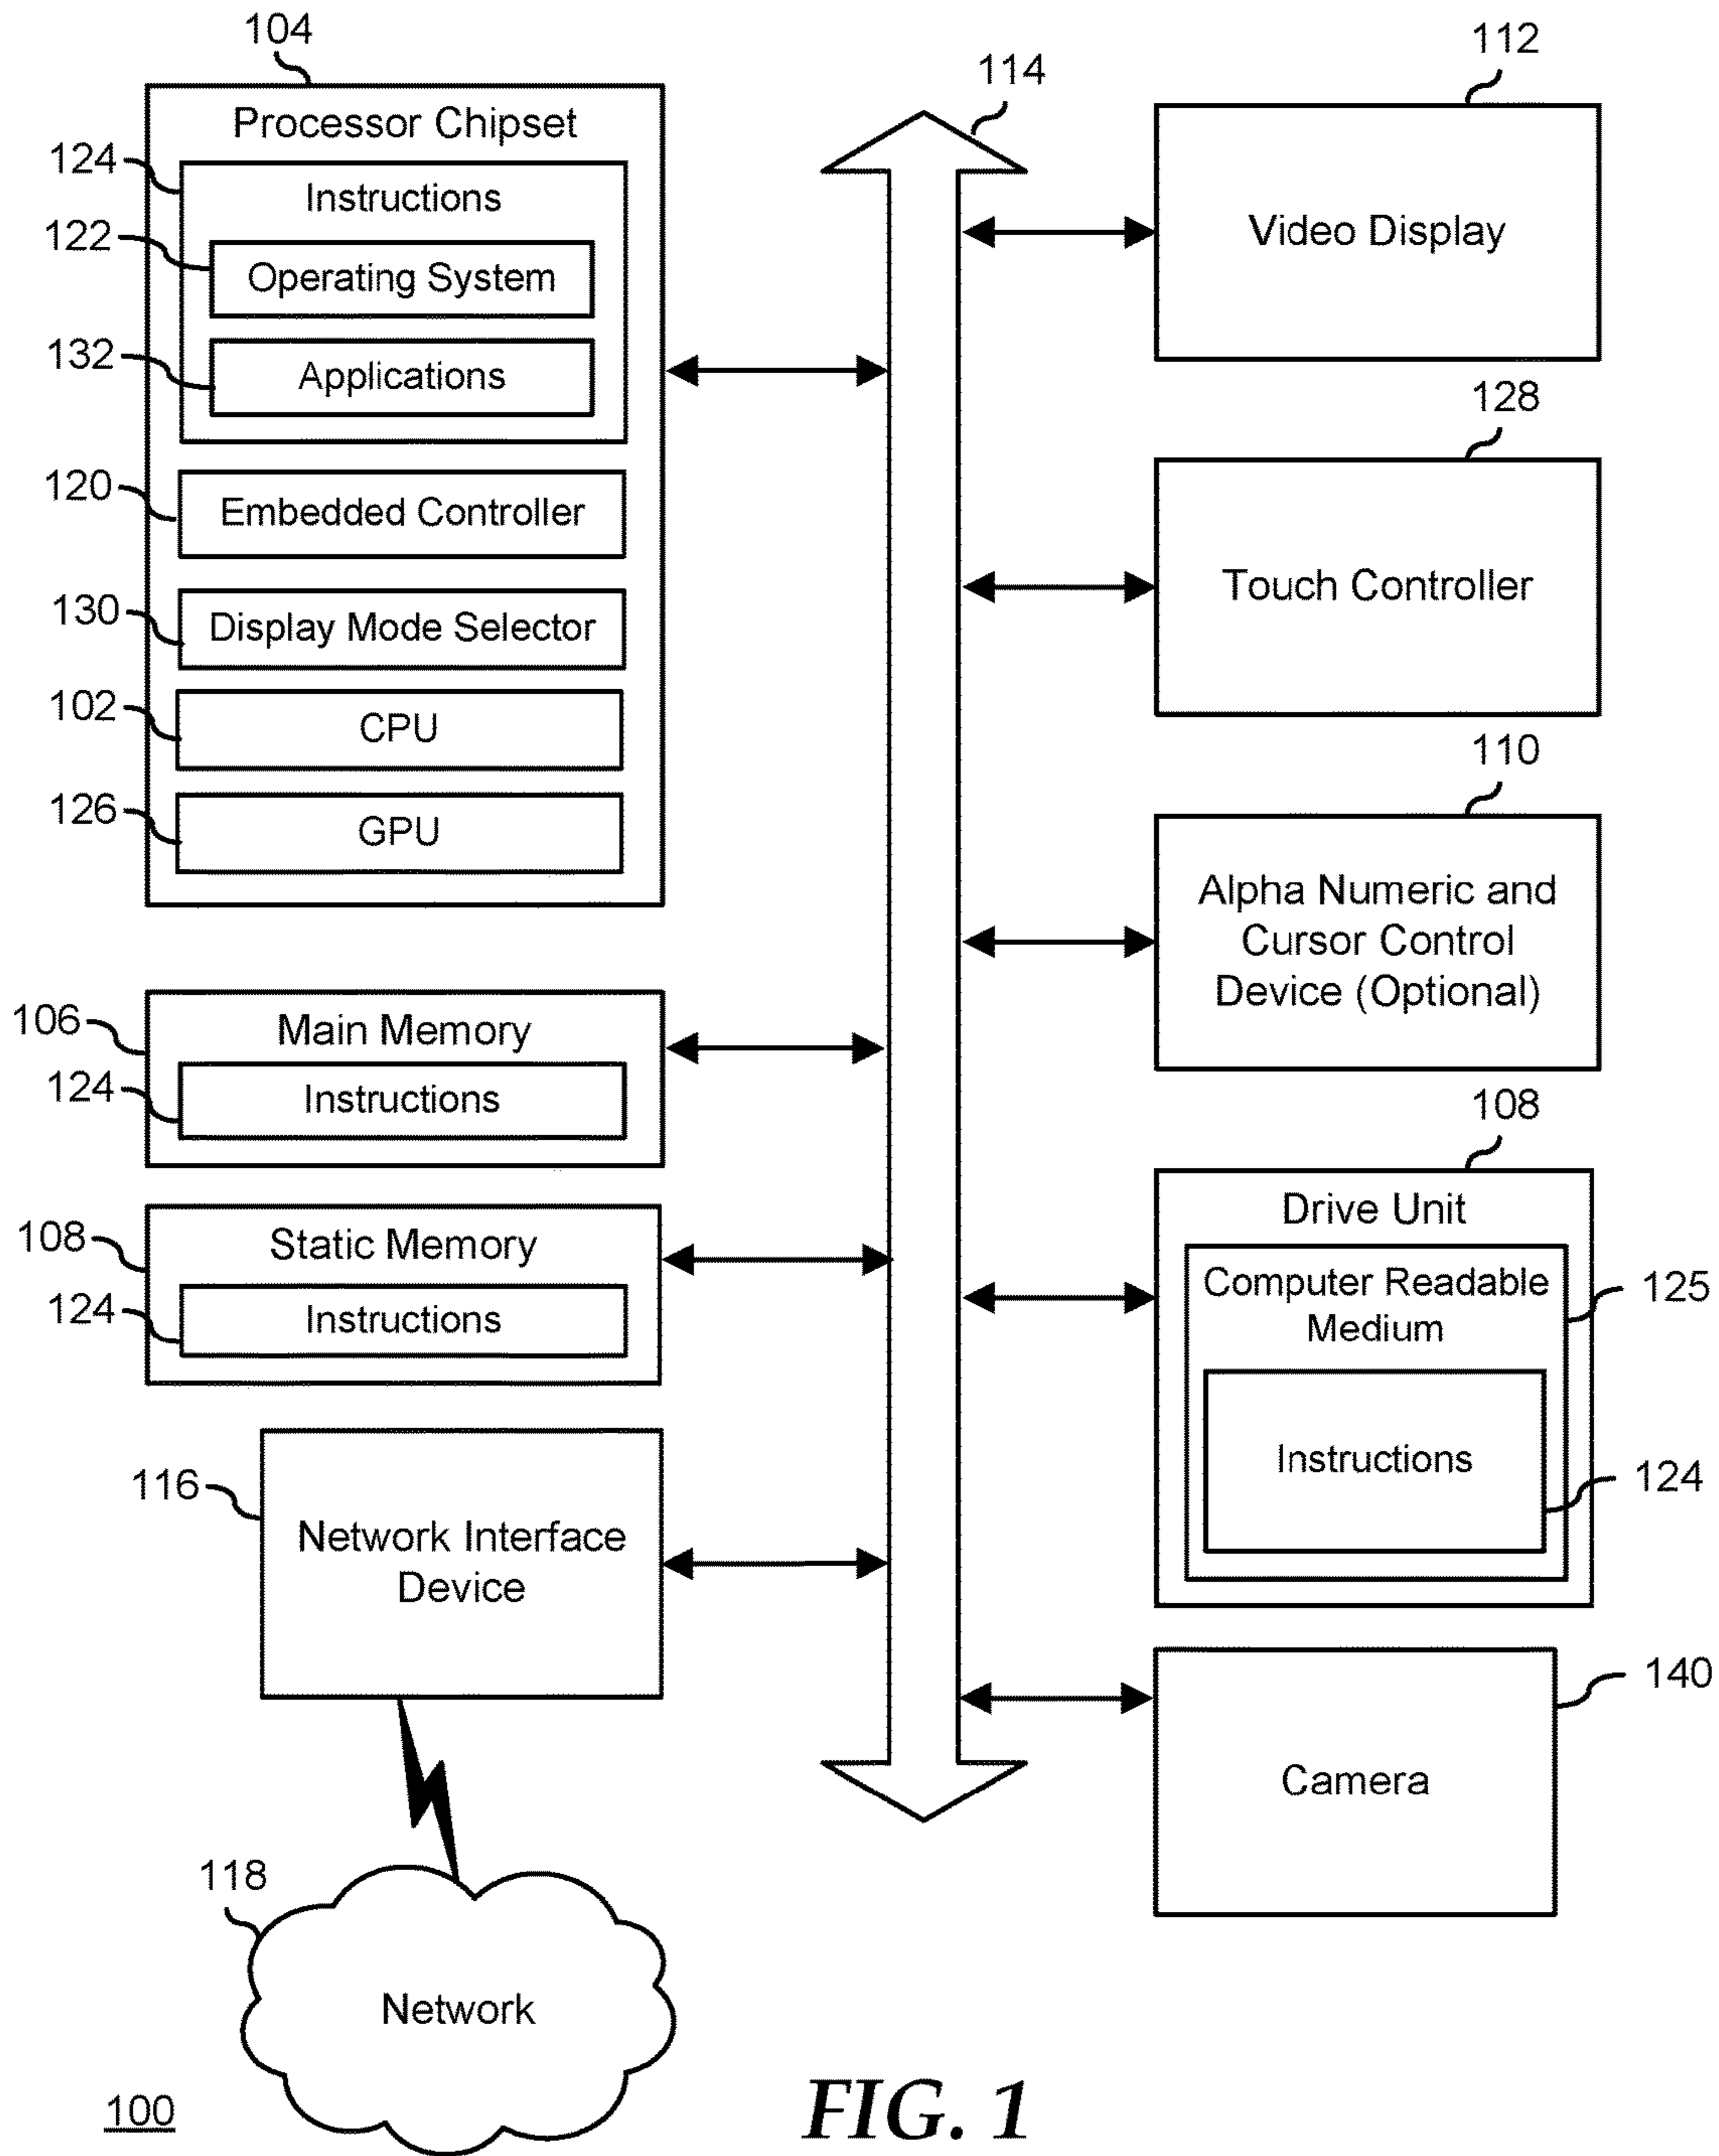 104
Processor Chipset
124
Instructions
122
Operating System
132
Applications
120
Embedded Controller
130
Display Mode Selector
102
CPU
126
GPU
106
Main Memory
124
Instructions
108
Static Memory
124
Instructions
116
Network Interface
Device
118
Network
114
112
Video Display
128
Touch Controller
110
Alpha Numeric and
Cursor Control
Device (Optional)
108
Drive Unit
Computer Readable
Medium
125
Instructions
124
140
Camera
100
FIG. 1